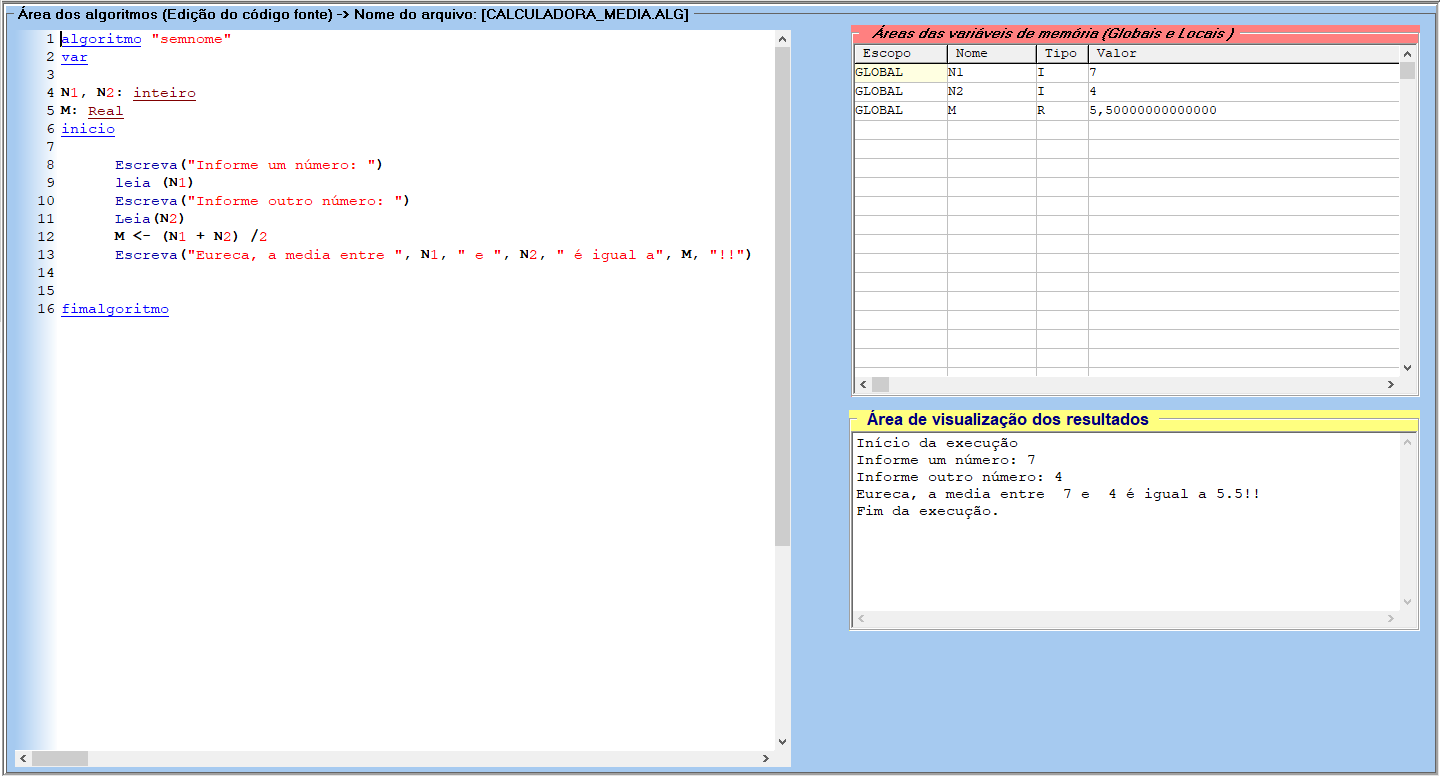 Área dos algoritmos (Edição do código fonte) -> Nome do arquivo: [CALCULADORA_MEDIA.ALG]
1 algoritmo "semnome"
2 var
3
4 N1, N2: inteiro
5 M: Real
6 inicio
7
8 Escreva("Informe um número: ")
9 leia (N1)
10 Escreva("Informe outro número: ")
11 Leia(N2)
12 M <- (N1 + N2) /2
13 Escreva("Eureca, a media entre ", N1, " e ", N2, " é igual a", M, "!!")
14
15
16 fimalgoritmo
Áreas das variáveis de memória (Globais e Locais )
Escopo Nome Tipo Valor
GLOBAL N1 I 7
GLOBAL N2 I 4
GLOBAL M R 5,50000000000000
Área de visualização dos resultados
Início da execução
Informe um número: 7
Informe outro número: 4
Eureca, a media entre  7 e  4 é igual a 5.5!!
Fim da execução.